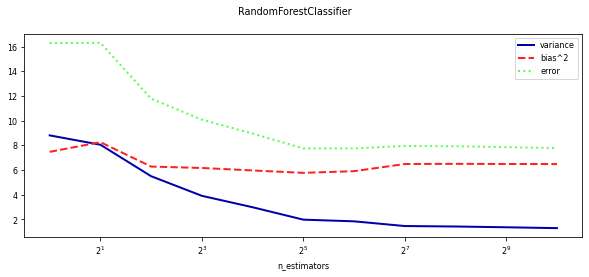 RandomForestClassifier
variance
bias^2
error
16
14
12
10
8
6
4
2
2^1 2^3 2^5 2^7 2^9
n_estimators